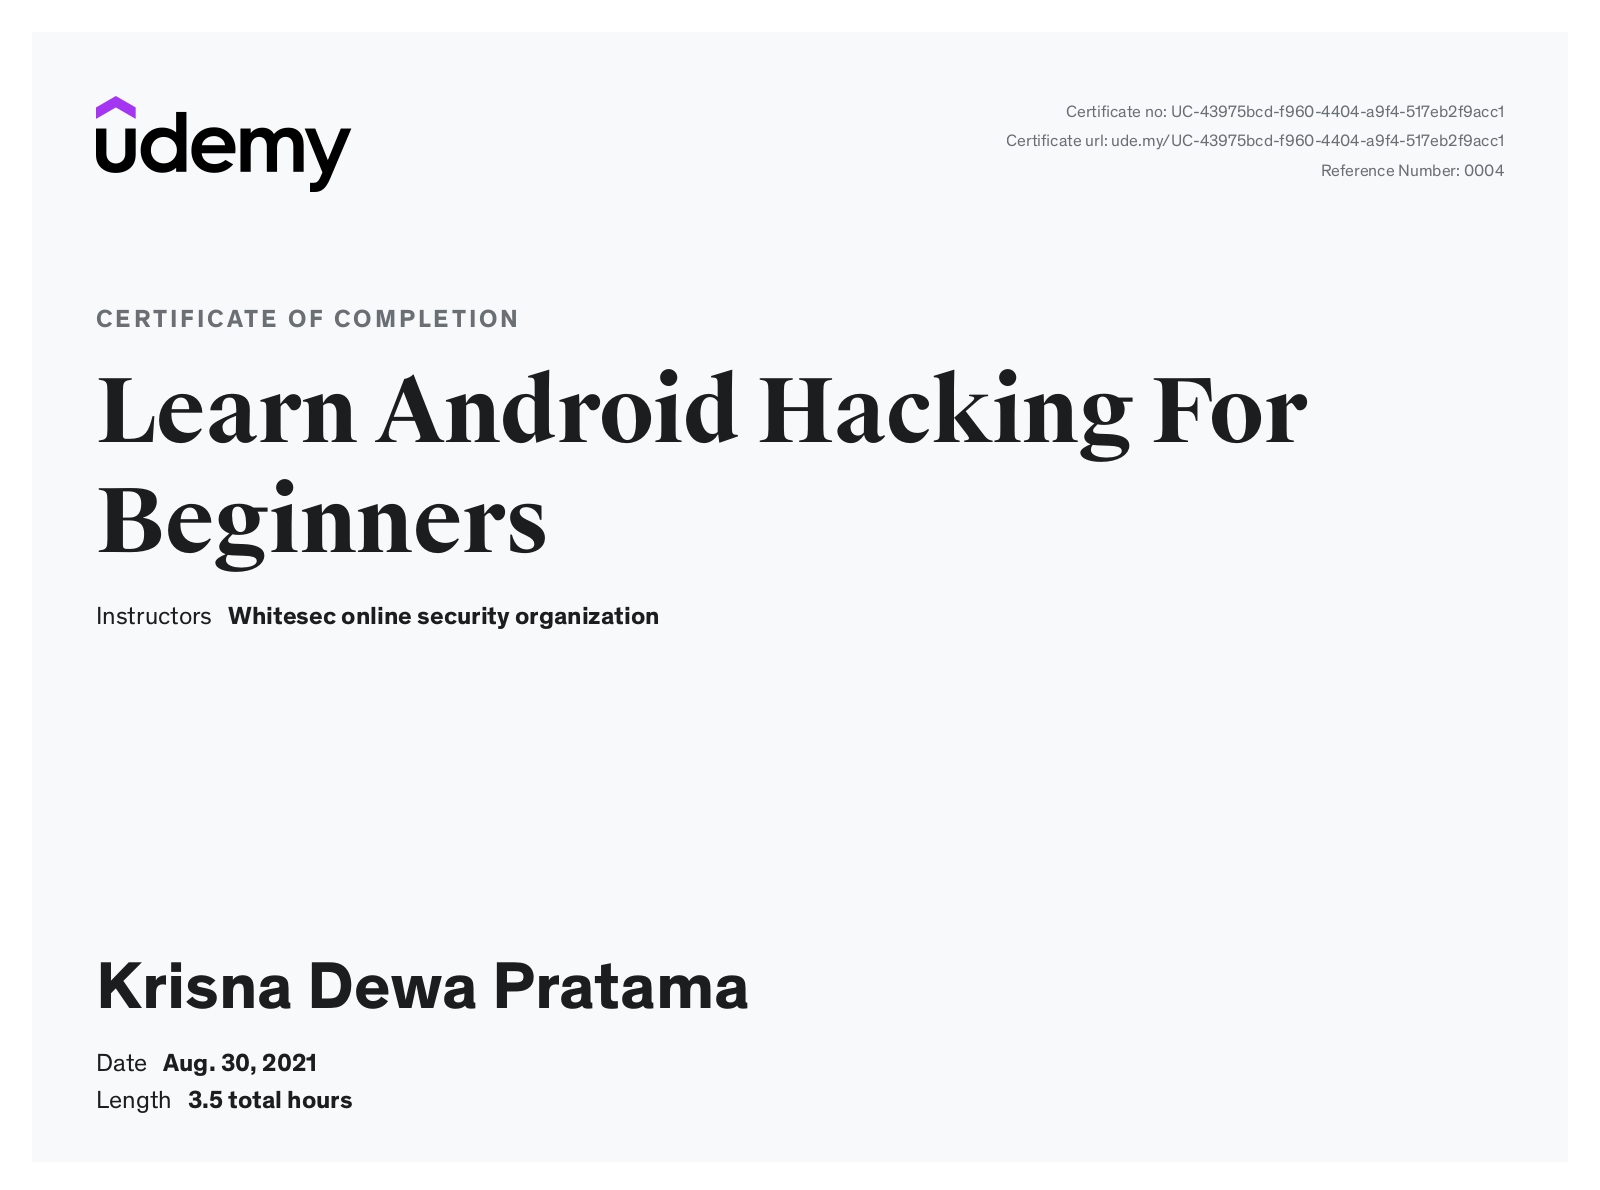 udemy
Certificate no: UC-43975bcd-f960-4404-a9f4-517eb2f9acc1
Certificate url: ude.my/UC-43975bcd-f960-4404-a9f4-517eb2f9acc1
Reference Number: 0004
CERTIFICATE OF COMPLETION
Learn Android Hacking For
Beginners
Instructors Whitesec online security organization
Krisna Dewa Pratama
Date Aug. 30, 2021
Length 3.5 total hours